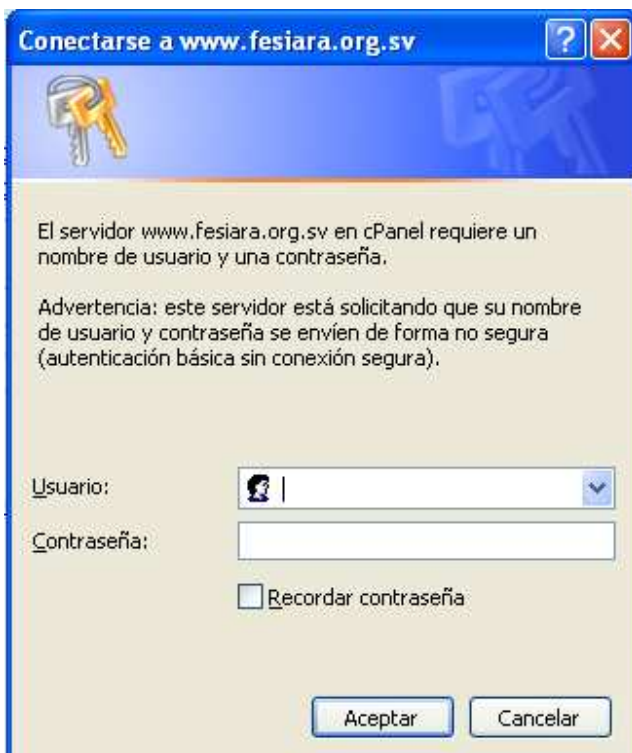 Conectarse a www.fesiara.org.sv
El servidor www.fesiara.org.sv en cPanel requiere un
nombre de usuario y una contraseña.
Advertencia: este servidor está solicitando que su nombre
de usuario y contraseña se envíen de forma no segura
(autenticación básica sin conexión segura).
Usuario:
Contraseña:
Recordar contraseña
Aceptar Cancelar